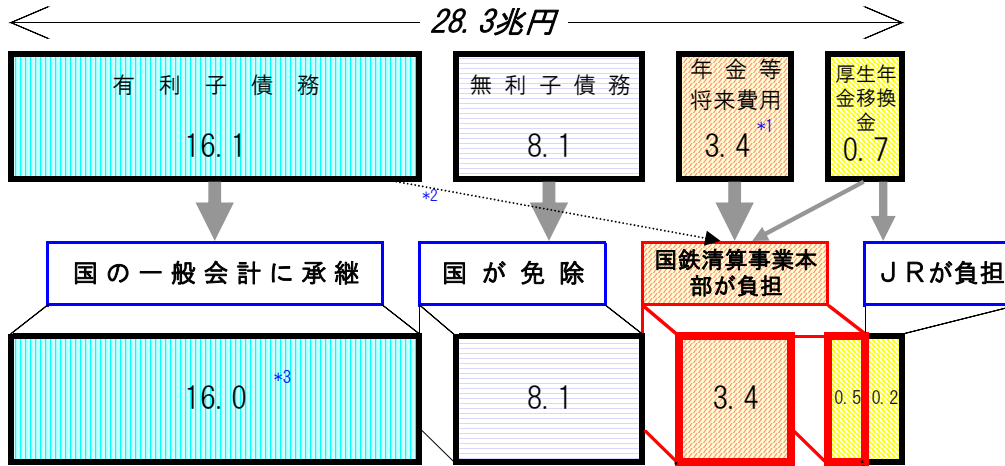 28.3兆円
有利子債務
16.1
無利子債務
8.1
年金等
将来費用
3.4 *1
厚生年
金移換
金
0.7
*2
国の一般会計に承継
国が免除
国鉄清算事業本
部が負担
JRが負担
16.0 *3
8.1
3.4
0.5
0.2